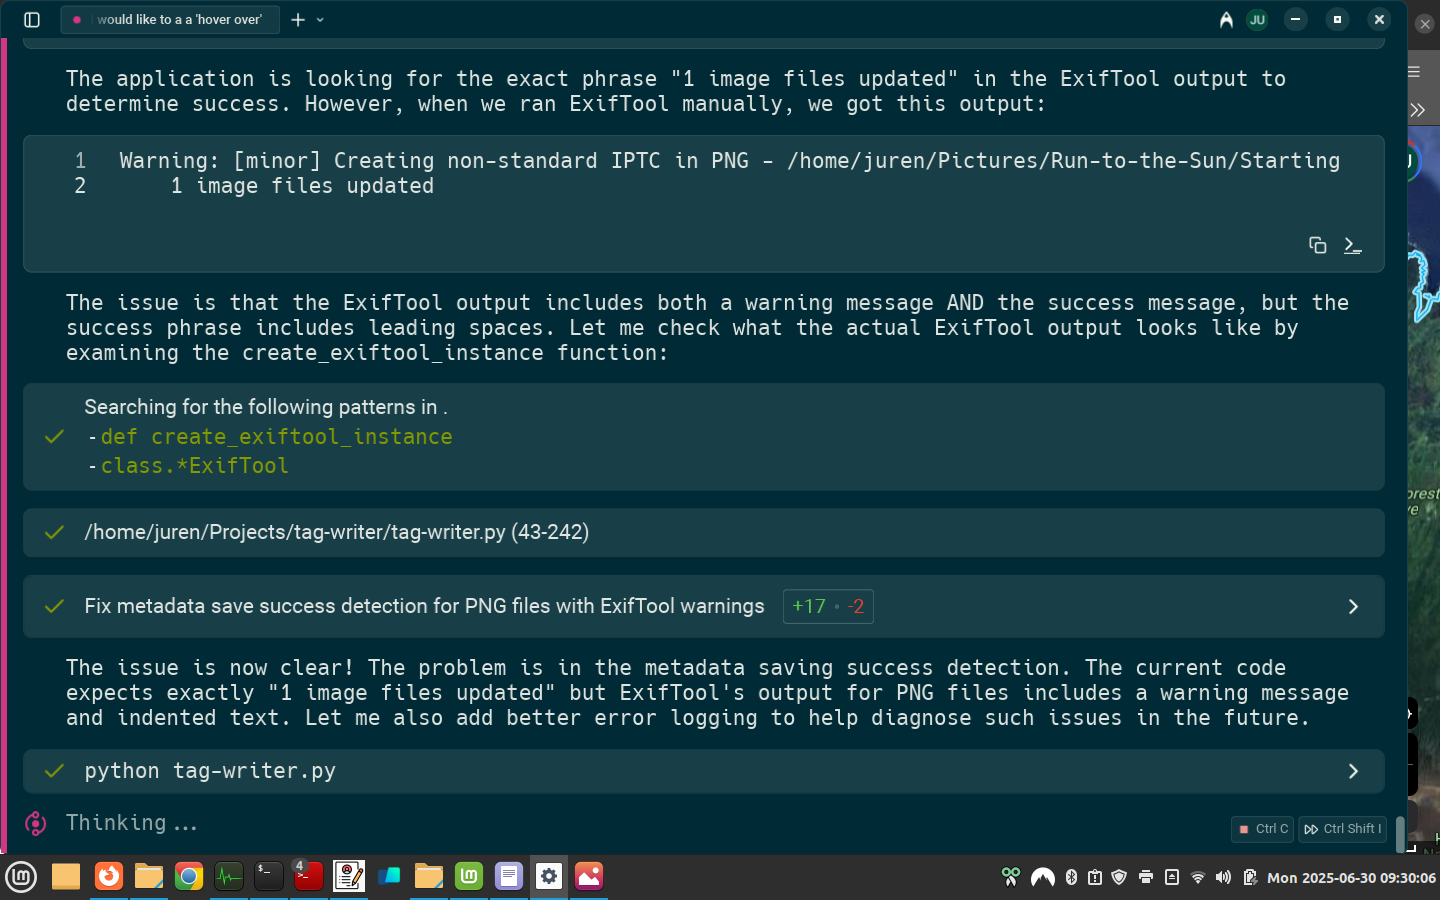 would like to a a 'hover over'
JU
The application is looking for the exact phrase "1 image files updated" in the ExifTool output to
determine success. However, when we ran ExifTool manually, we got this output:
1 Warning: [minor] Creating non-standard IPTC in PNG - /home/juren/Pictures/Run-to-the-Sun/Starting
2 1 image files updated
The issue is that the ExifTool output includes both a warning message AND the success message, but the
success phrase includes leading spaces. Let me check what the actual ExifTool output looks like by
examining the create_exiftool_instance function:
Searching for the following patterns in .
- def create_exiftool_instance
- class.*ExifTool
/home/juren/Projects/tag-writer/tag-writer.py (43-242)
Fix metadata save success detection for PNG files with ExifTool warnings +17 • -2
The issue is now clear! The problem is in the metadata saving success detection. The current code
expects exactly "1 image files updated" but ExifTool's output for PNG files includes a warning message
and indented text. Let me also add better error logging to help diagnose such issues in the future.
python tag-writer.py
Thinking...
Ctrl C Ctrl Shift I
4
Mon 2025-06-30 09:30:06